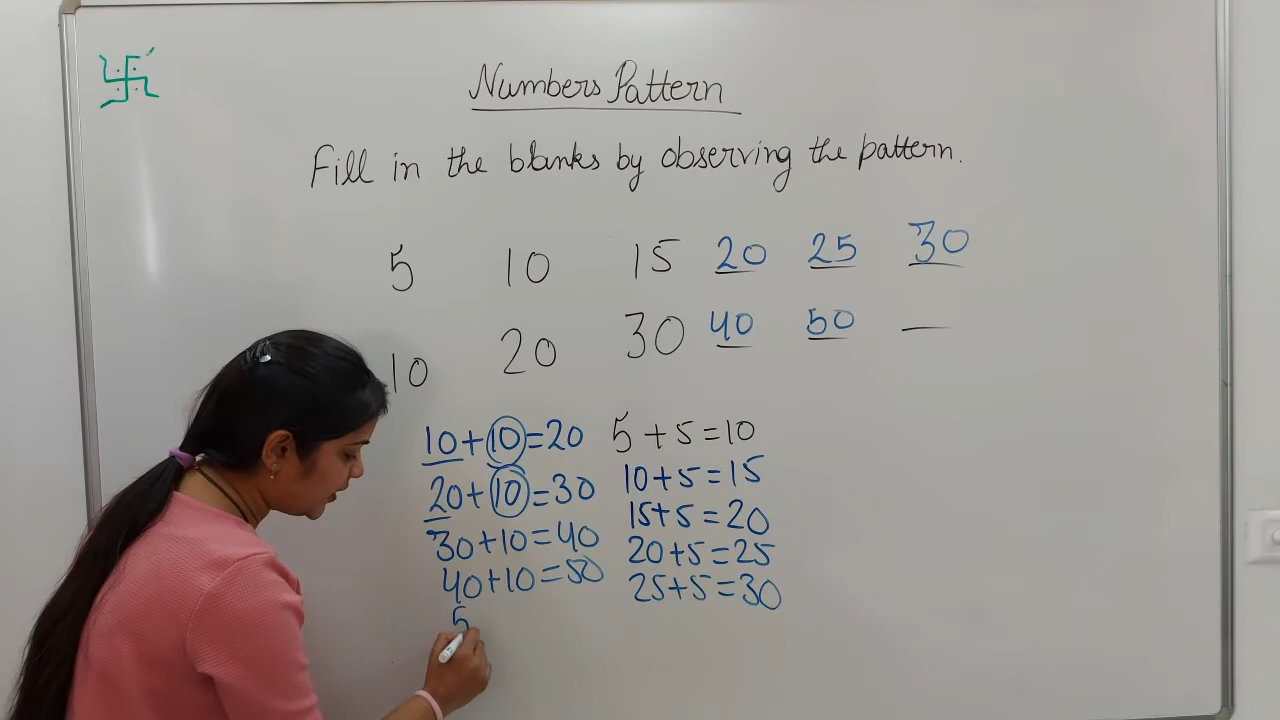 Numbers Pattern
Fill in the blanks by observing the pattern.
5 10 15 20 25 30
10 20 30 40 50 __
10+10=20 5+5=10
20+10=30 10+5=15
30+10=40 15+5=20
40+10=50 20+5=25
5 25+5=30